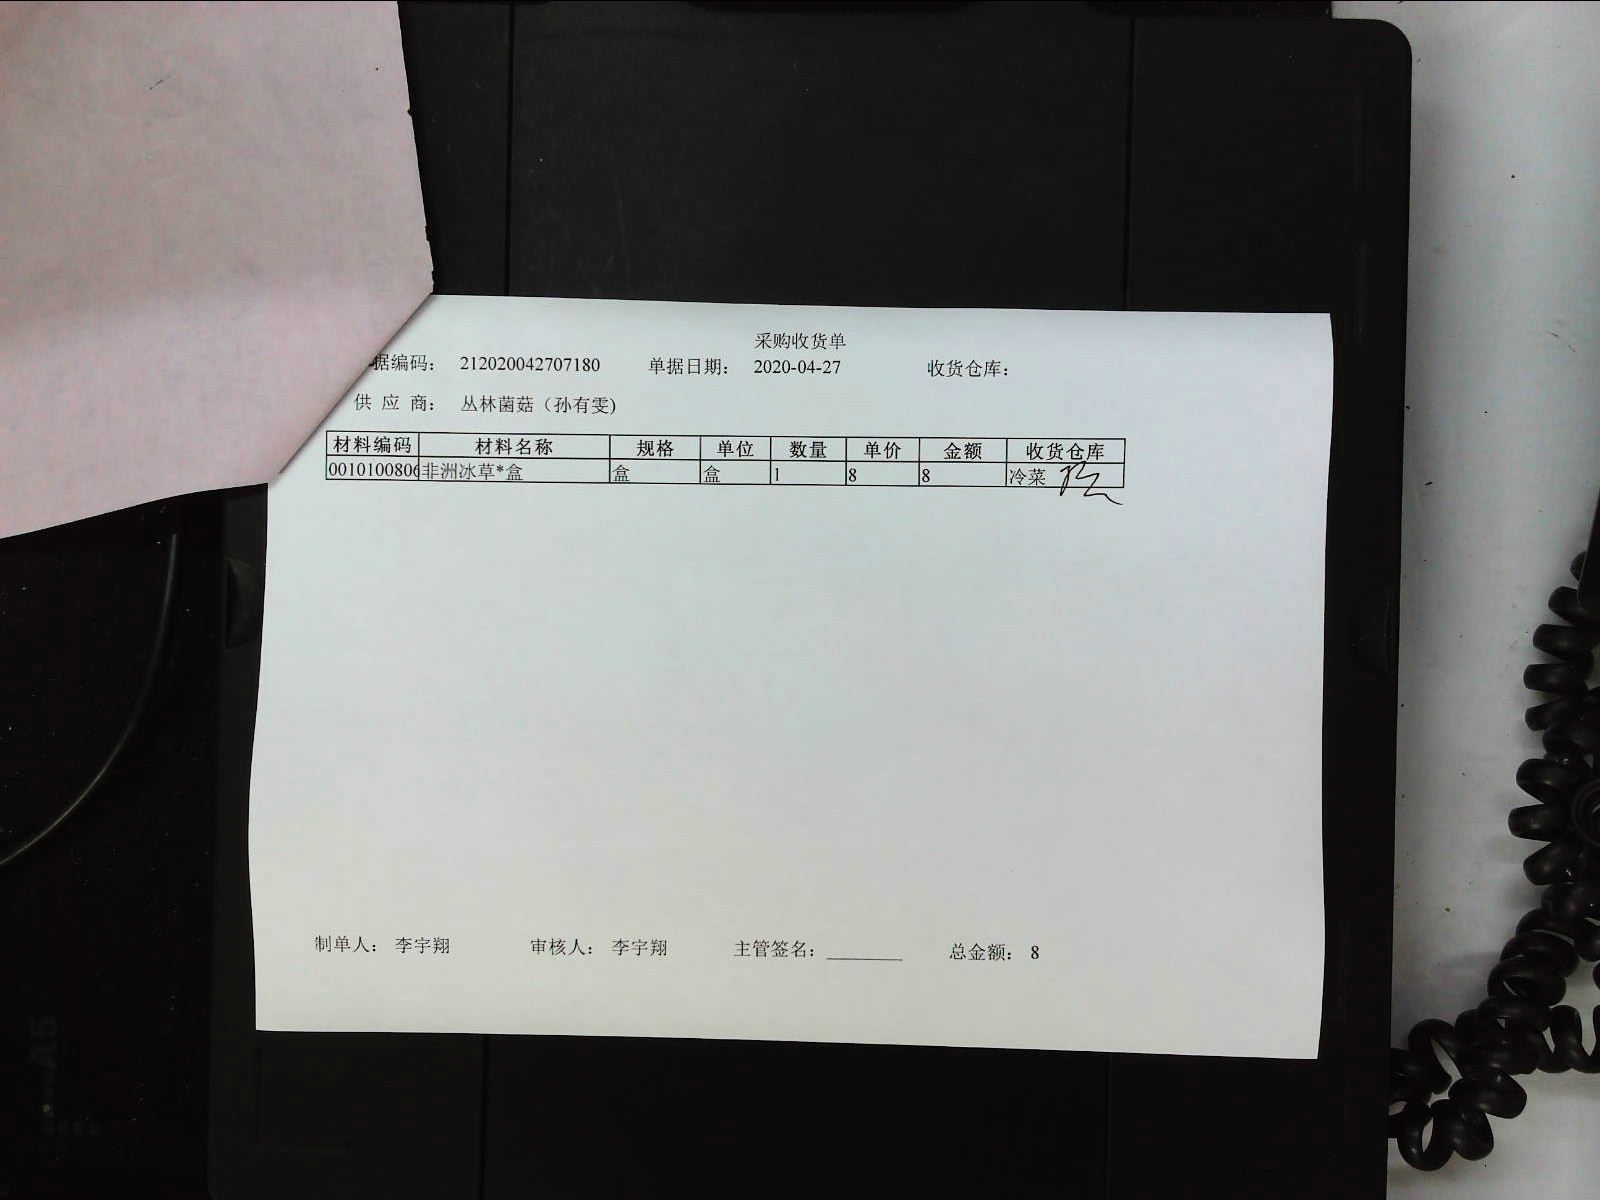 采购收货单
据编码： 212020042707180 单据日期： 2020-04-27 收货仓库：
供 应 商： 丛林菌菇（孙有雯)
材料编码 材料名称 规格 单位 数量 单价 金额 收货仓库
0010100806 非洲冰草*盒 盒 盒 1 8 8 冷菜
制单人： 李宇翔 审核人： 李宇翔 主管签名： 总金额： 8
A5